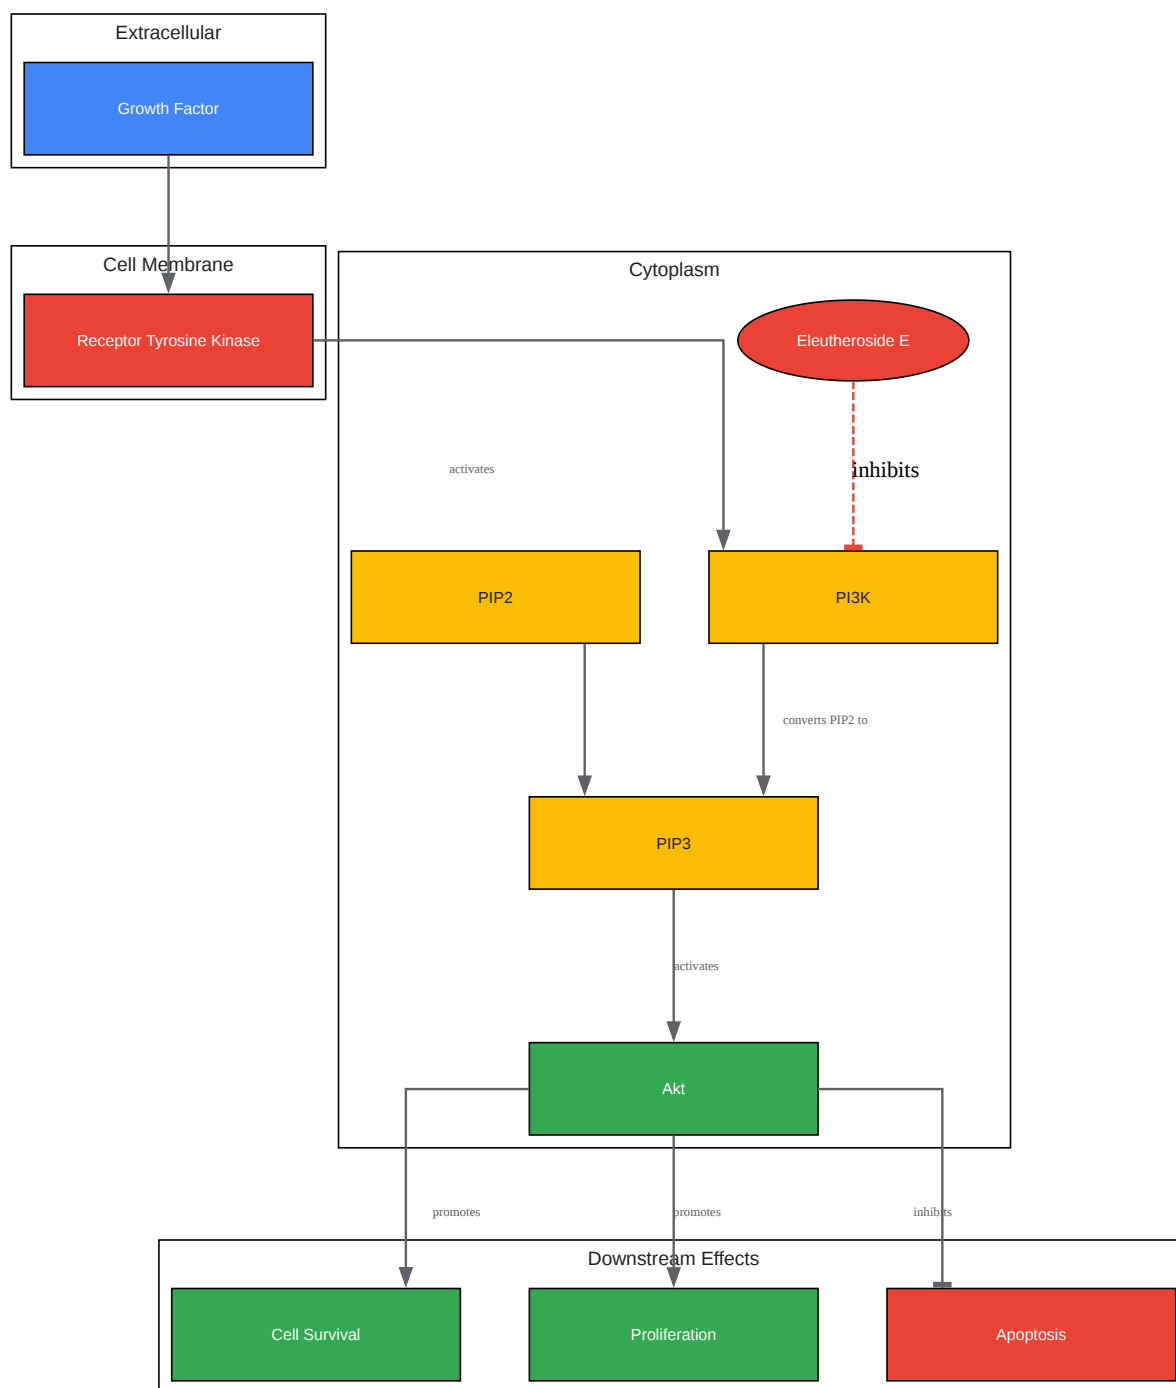 Extracellular
Growth Factor
Cell Membrane
Receptor Tyrosine Kinase
Cytoplasm
Eleutheroside E
activates
inhibits
PIP2
PI3K
converts PIP2 to
PIP3
activates
Akt
promotes
promotes
inhibits
Downstream Effects
Cell Survival
Proliferation
Apoptosis